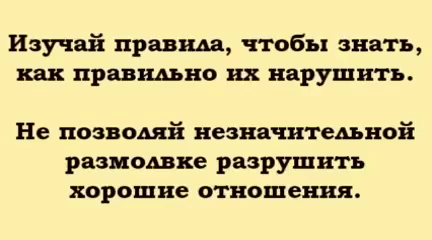 Изучай правила, чтобы знать,
как правильно их нарушить.
Не позволяй незначительной
размолвке разрушить
хорошие отношения.